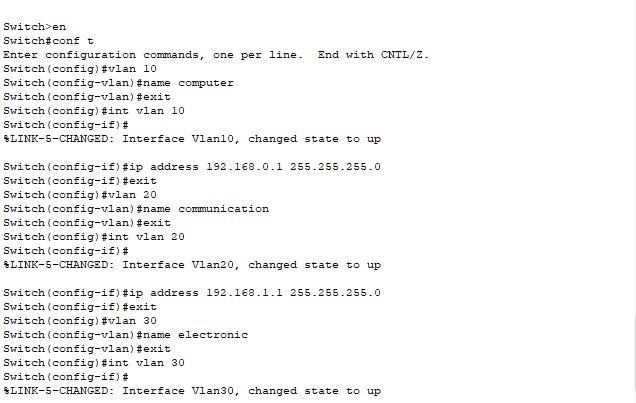 Switch>en
Switch#conf t
Enter configuration commands, one per line.  End with CNTL/Z.
Switch(config)#vlan 10
Switch(config-vlan)#name computer
Switch(config-vlan)#exit
Switch(config)#int vlan 10
Switch(config-if)#
%LINK-5-CHANGED: Interface Vlan10, changed state to up
Switch(config-if)#ip address 192.168.0.1 255.255.255.0
Switch(config-if)#exit
Switch(config)#vlan 20
Switch(config-vlan)#name communication
Switch(config-vlan)#exit
Switch(config)#int vlan 20
Switch(config-if)#
%LINK-5-CHANGED: Interface Vlan20, changed state to up
Switch(config-if)#ip address 192.168.1.1 255.255.255.0
Switch(config-if)#exit
Switch(config)#vlan 30
Switch(config-vlan)#name electronic
Switch(config-vlan)#exit
Switch(config)#int vlan 30
Switch(config-if)#
%LINK-5-CHANGED: Interface Vlan30, changed state to up